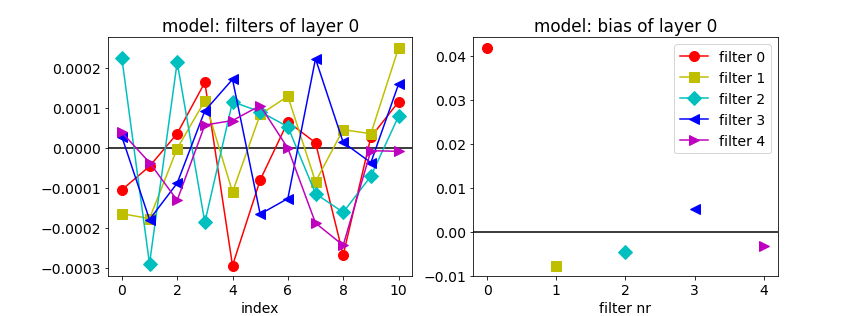 model: filters of layer 0
0.0002
0.0001
0.0000
−0.0001
−0.0002
−0.0003
0 2 4 6 8 10
index
model: bias of layer 0
0.04
0.03
0.02
0.01
0.00
−0.01
filter 0
filter 1
filter 2
filter 3
filter 4
0 1 2 3 4
filter nr